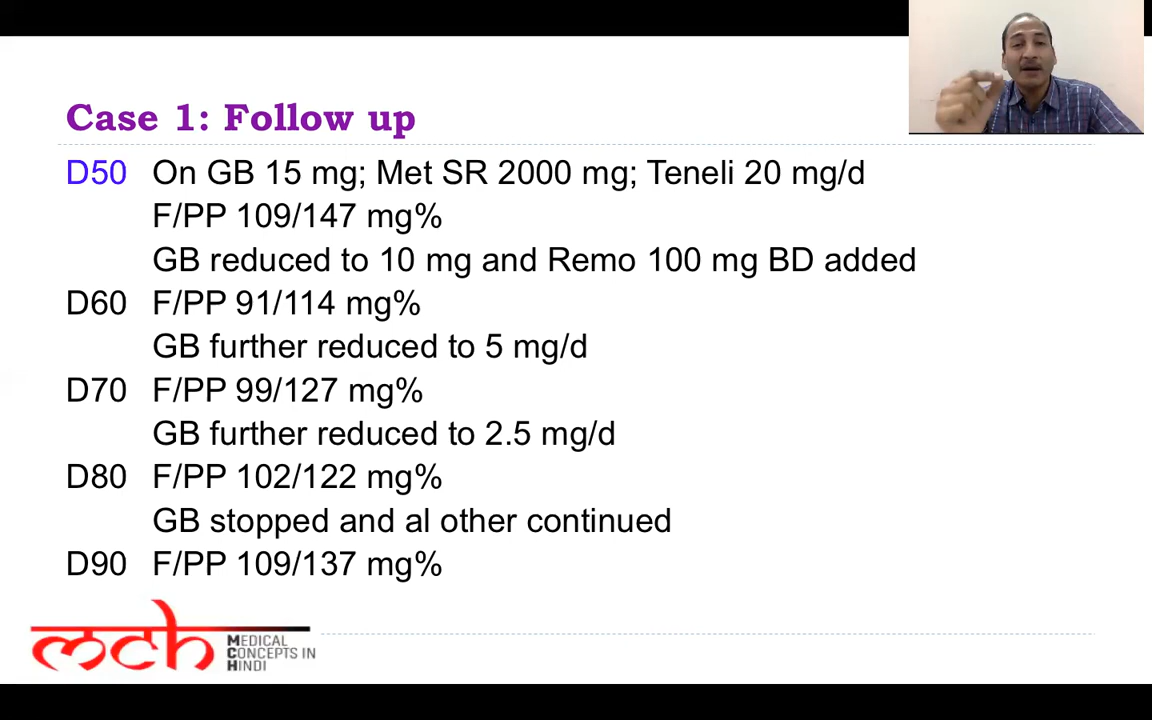 Case 1: Follow up
D50 On GB 15 mg; Met SR 2000 mg; Teneli 20 mg/d
F/PP 109/147 mg%
GB reduced to 10 mg and Remo 100 mg BD added
D60 F/PP 91/114 mg%
GB further reduced to 5 mg/d
D70 F/PP 99/127 mg%
GB further reduced to 2.5 mg/d
D80 F/PP 102/122 mg%
GB stopped and al other continued
D90 F/PP 109/137 mg%
mch
MEDICAL
CONCEPTS IN
HINDI